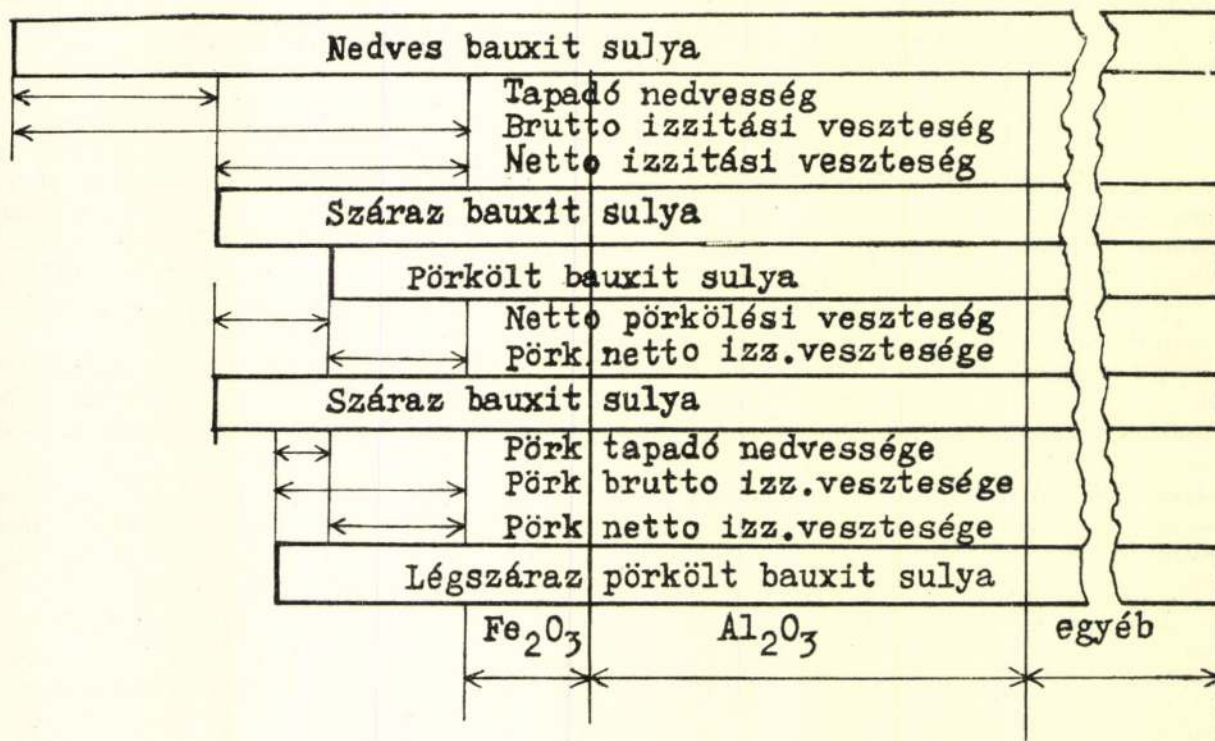 Nedves bauxit sulya
Tapadó nedvesség
Brutto izzitási veszteség
Netto izzitási veszteség
Száraz bauxit sulya
Pörkölt bauxit sulya
Netto pörkölési veszteség
Pörk netto izz.vesztesége
Száraz bauxit sulya
Pörk tapadó nedvessége
Pörk brutto izz.vesztesége
Pörk netto izz.vesztesége
Légszáraz pörkölt bauxit sulya
Fe₂O₃ Al₂O₃ egyéb